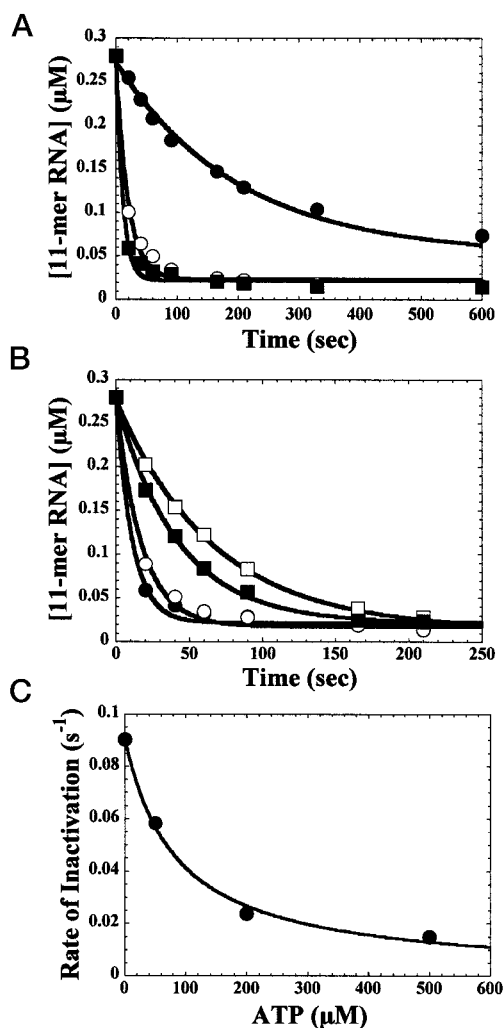 A
0.3
0.25
0.2
0.15
0.1
0.05
0
[11-mer RNA] (µM)
0 100 200 300 400 500 600
Time (sec)
B
0.3
0.25
0.2
0.15
0.1
0.05
0
[11-mer RNA] (µM)
0 50 100 150 200 250
Time (sec)
C
0.1
0.08
0.06
0.04
0.02
0
Rate of Inactivation (s⁻¹)
0 100 200 300 400 500 600
ATP (µM)